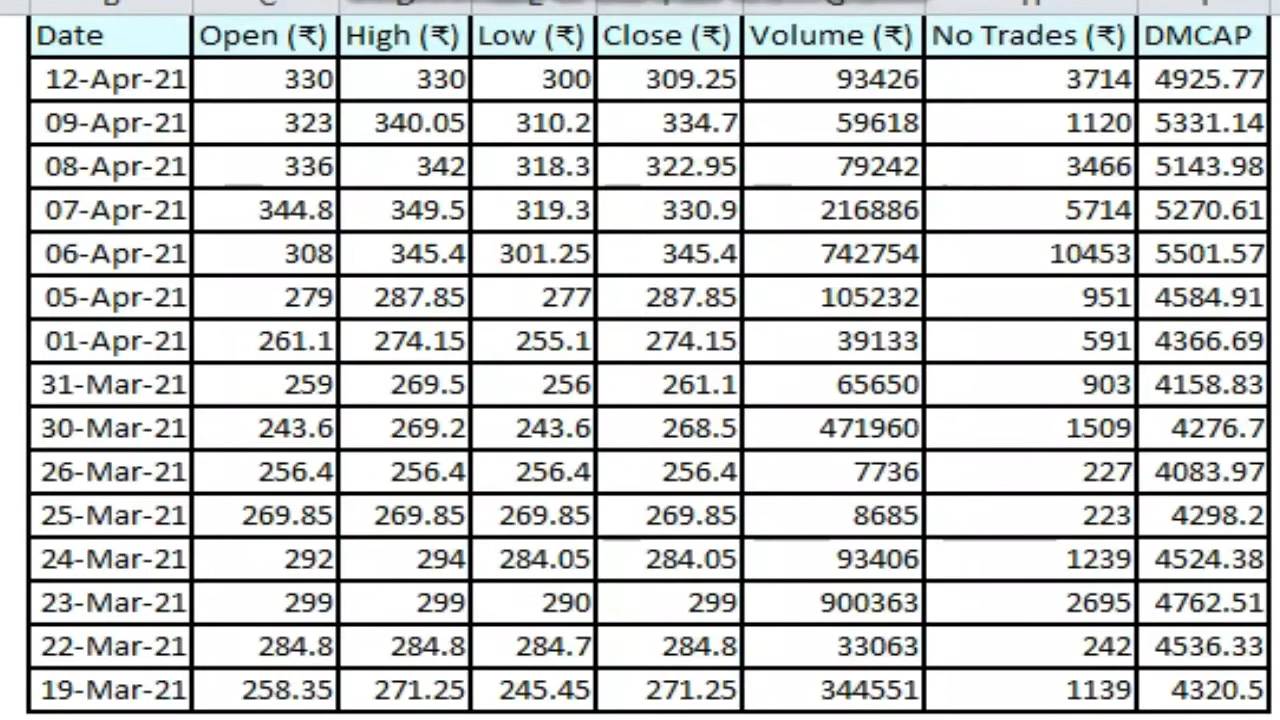 Date Open (₹) High (₹) Low (₹) Close (₹) Volume (₹) No Trades (₹) DMCAP
12-Apr-21 330 330 300 309.25 93426 3714 4925.77
09-Apr-21 323 340.05 310.2 334.7 59618 1120 5331.14
08-Apr-21 336 342 318.3 322.95 79242 3466 5143.98
07-Apr-21 344.8 349.5 319.3 330.9 216886 5714 5270.61
06-Apr-21 308 345.4 301.25 345.4 742754 10453 5501.57
05-Apr-21 279 287.85 277 287.85 105232 951 4584.91
01-Apr-21 261.1 274.15 255.1 274.15 39133 591 4366.69
31-Mar-21 259 269.5 256 261.1 65650 903 4158.83
30-Mar-21 243.6 269.2 243.6 268.5 471960 1509 4276.7
26-Mar-21 256.4 256.4 256.4 256.4 7736 227 4083.97
25-Mar-21 269.85 269.85 269.85 269.85 8685 223 4298.2
24-Mar-21 292 294 284.05 284.05 93406 1239 4524.38
23-Mar-21 299 299 290 299 900363 2695 4762.51
22-Mar-21 284.8 284.8 284.7 284.8 33063 242 4536.33
19-Mar-21 258.35 271.25 245.45 271.25 344551 1139 4320.5